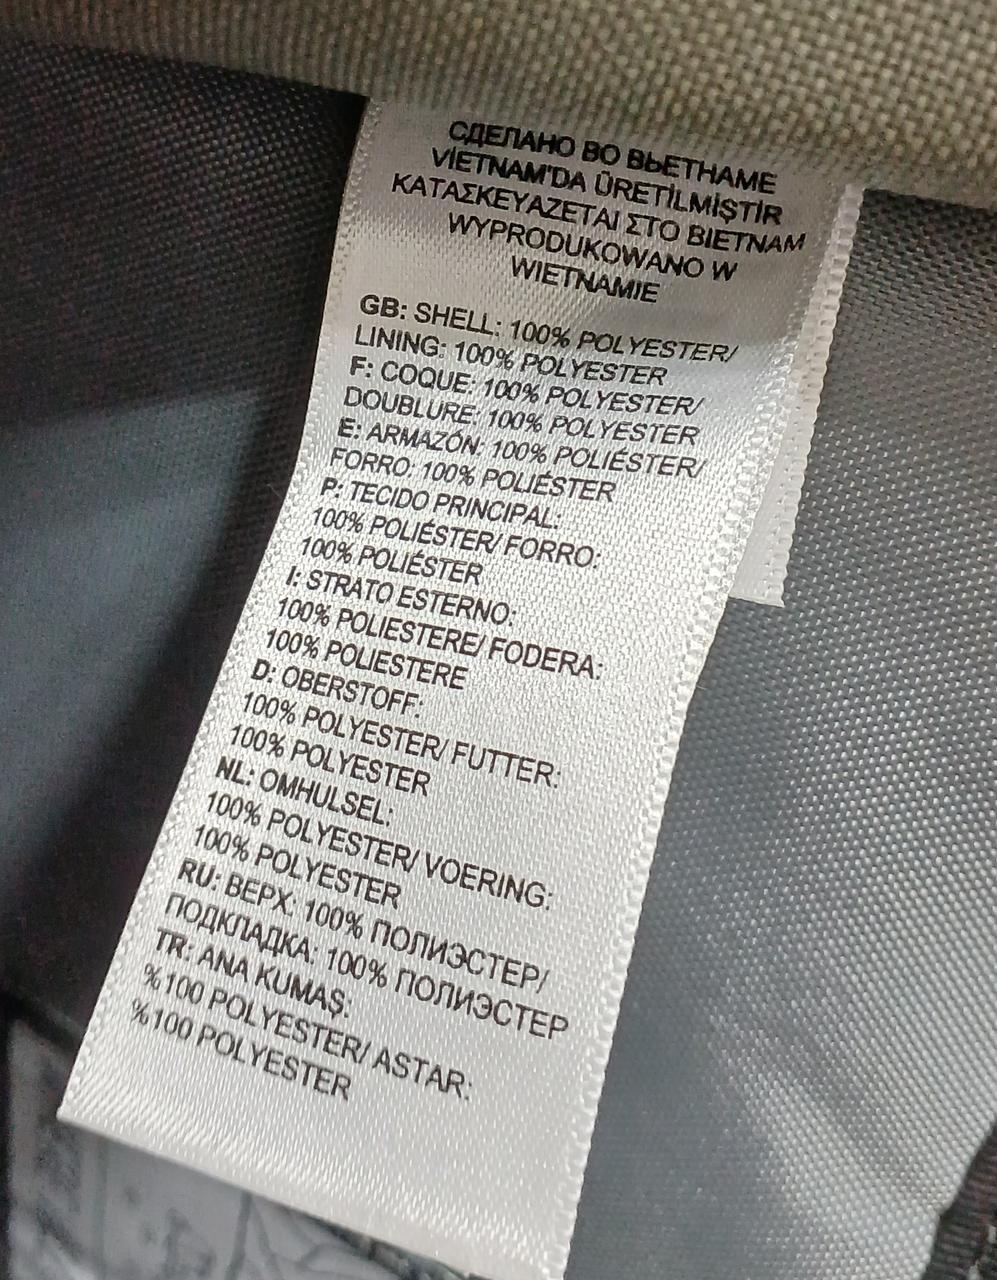 СДЕЛАНО ВО ВЬЕТНАМЕ
VİETNAM'DA ÜRETİLMİŞTİR
ΚΑΤΑΣΚΕΥΑΖΕΤΑΙ ΣΤΟ ΒΙΕΤΝΑΜ
WYPRODUKOWANO W
WIETNAMIE
GB: SHELL: 100% POLYESTER/
LINING: 100% POLYESTER
F: COQUE: 100% POLYESTER/
DOUBLURE: 100% POLYESTER
E: ARMAZÓN: 100% POLIÉSTER/
FORRO: 100% POLIÉSTER
P: TECIDO PRINCIPAL:
100% POLIÉSTER/ FORRO:
100% POLIÉSTER
I: STRATO ESTERNO:
100% POLIESTERE/ FODERA:
100% POLIESTERE
D: OBERSTOFF:
100% POLYESTER/ FUTTER:
100% POLYESTER
NL: OMHULSEL:
100% POLYESTER/ VOERING:
100% POLYESTER
RU: ВЕРХ: 100% ПОЛИЭСТЕР/
ПОДКЛАДКА: 100% ПОЛИЭСТЕР
TR: ANA KUMAŞ:
%100 POLYESTER/ ASTAR:
%100 POLYESTER